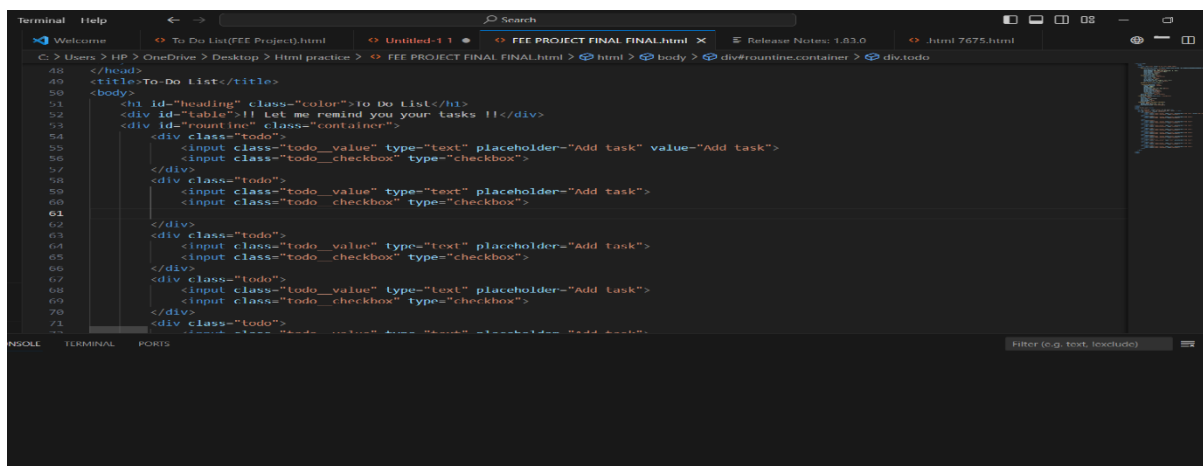 Terminal Help Search
Welcome To Do List(FEE Project).html Untitled-1 1 FEE PROJECT FINAL FINAL.html Release Notes: 1.83.0 .html 7675.html
C: > Users > HP > OneDrive > Desktop > Html practice > FEE PROJECT FINAL FINAL.html > html > body > div#rountine.container > div.todo
48 </head>
49 <title>To-Do List</title>
50 <body>
51 <h1 id="heading" class="color">To Do List</h1>
52 <div id="table">!! Let me remind you your tasks !!</div>
53 <div id="rountine" class="container">
54 <div class="todo">
55 <input class="todo__value" type="text" placeholder="Add task" value="Add task">
56 <input class="todo__checkbox" type="checkbox">
57 </div>
58 <div class="todo">
59 <input class="todo__value" type="text" placeholder="Add task">
60 <input class="todo__checkbox" type="checkbox">
61
62 </div>
63 <div class="todo">
64 <input class="todo__value" type="text" placeholder="Add task">
65 <input class="todo__checkbox" type="checkbox">
66 </div>
67 <div class="todo">
68 <input class="todo__value" type="text" placeholder="Add task">
69 <input class="todo__checkbox" type="checkbox">
70 </div>
71 <div class="todo">
NSOLE TERMINAL PORTS Filter (e.g. text, !exclude)